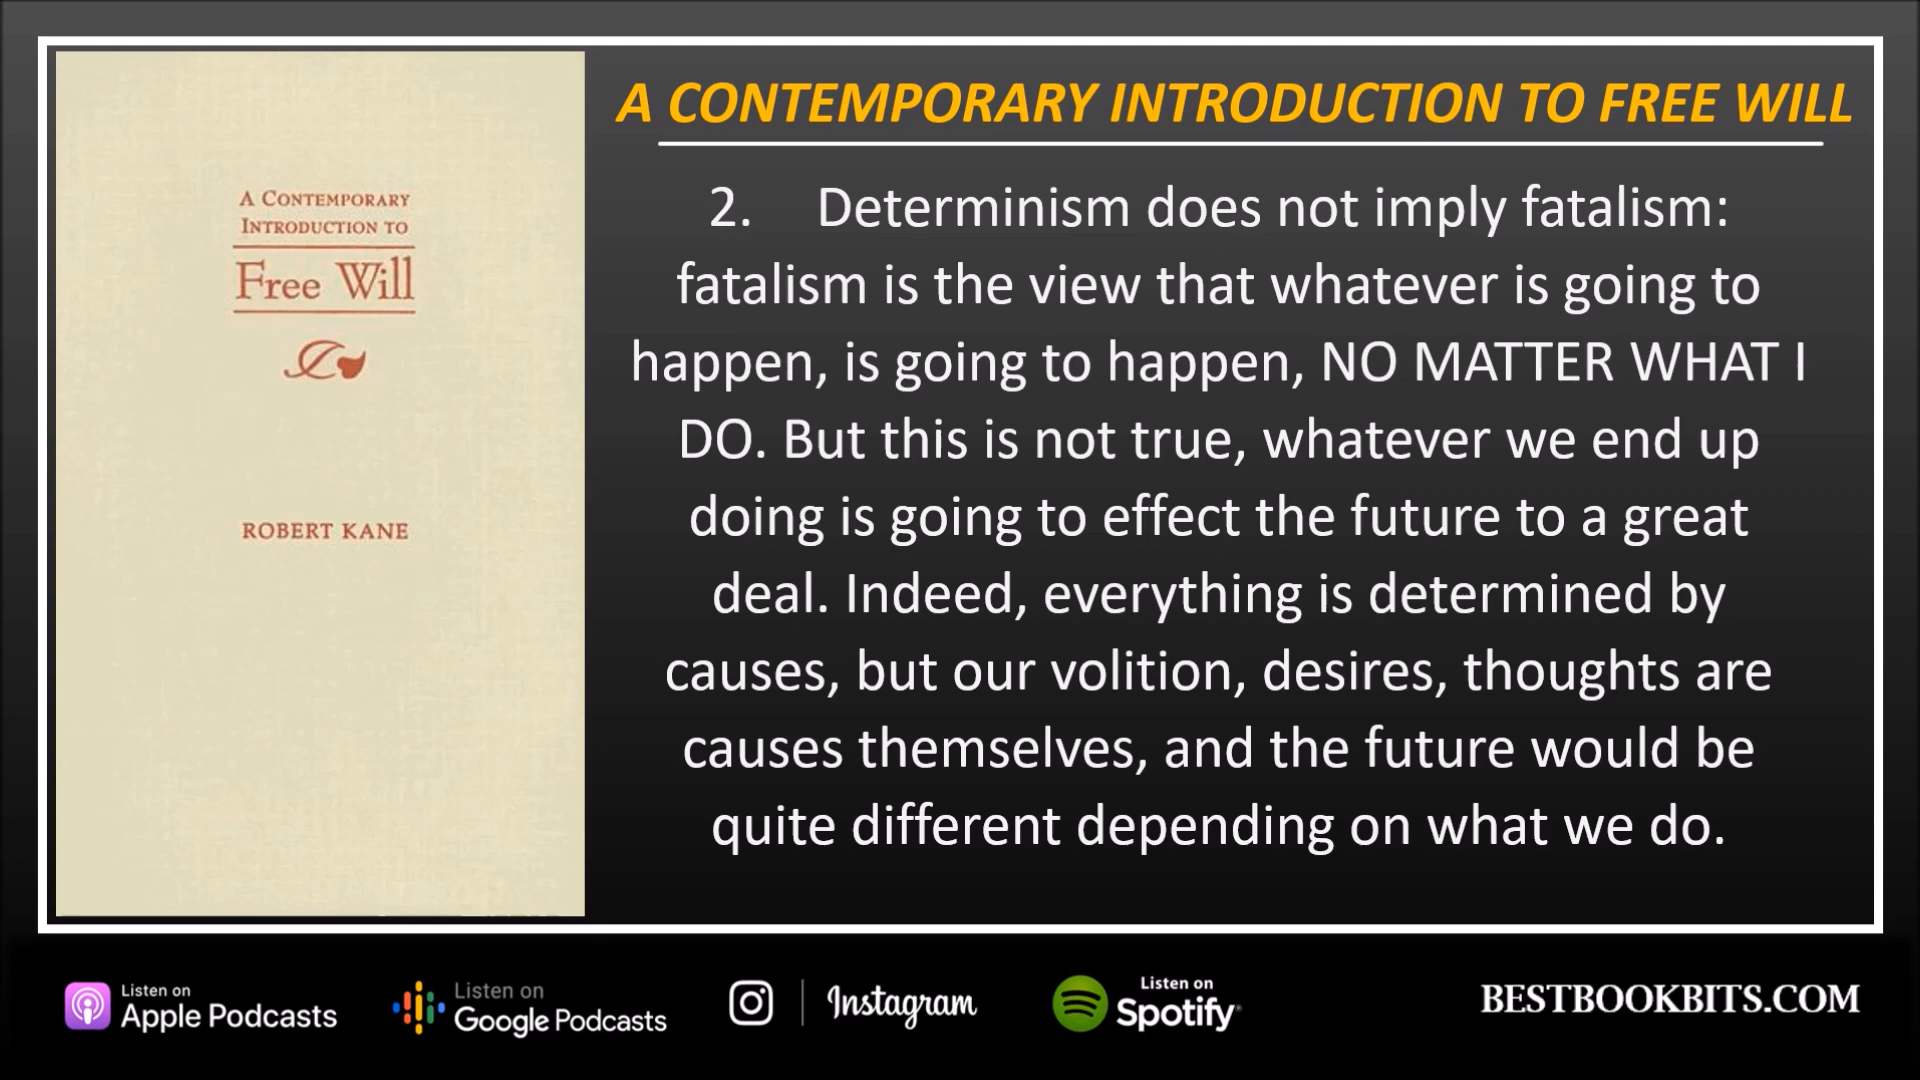 A CONTEMPORARY
INTRODUCTION TO
Free Will
ROBERT KANE
A CONTEMPORARY INTRODUCTION TO FREE WILL
2. Determinism does not imply fatalism:
fatalism is the view that whatever is going to
happen, is going to happen, NO MATTER WHAT I
DO. But this is not true, whatever we end up
doing is going to effect the future to a great
deal. Indeed, everything is determined by
causes, but our volition, desires, thoughts are
causes themselves, and the future would be
quite different depending on what we do.
Listen on
Apple Podcasts
Listen on
Google Podcasts
Instagram
Listen on
Spotify
BESTBOOKBITS.COM